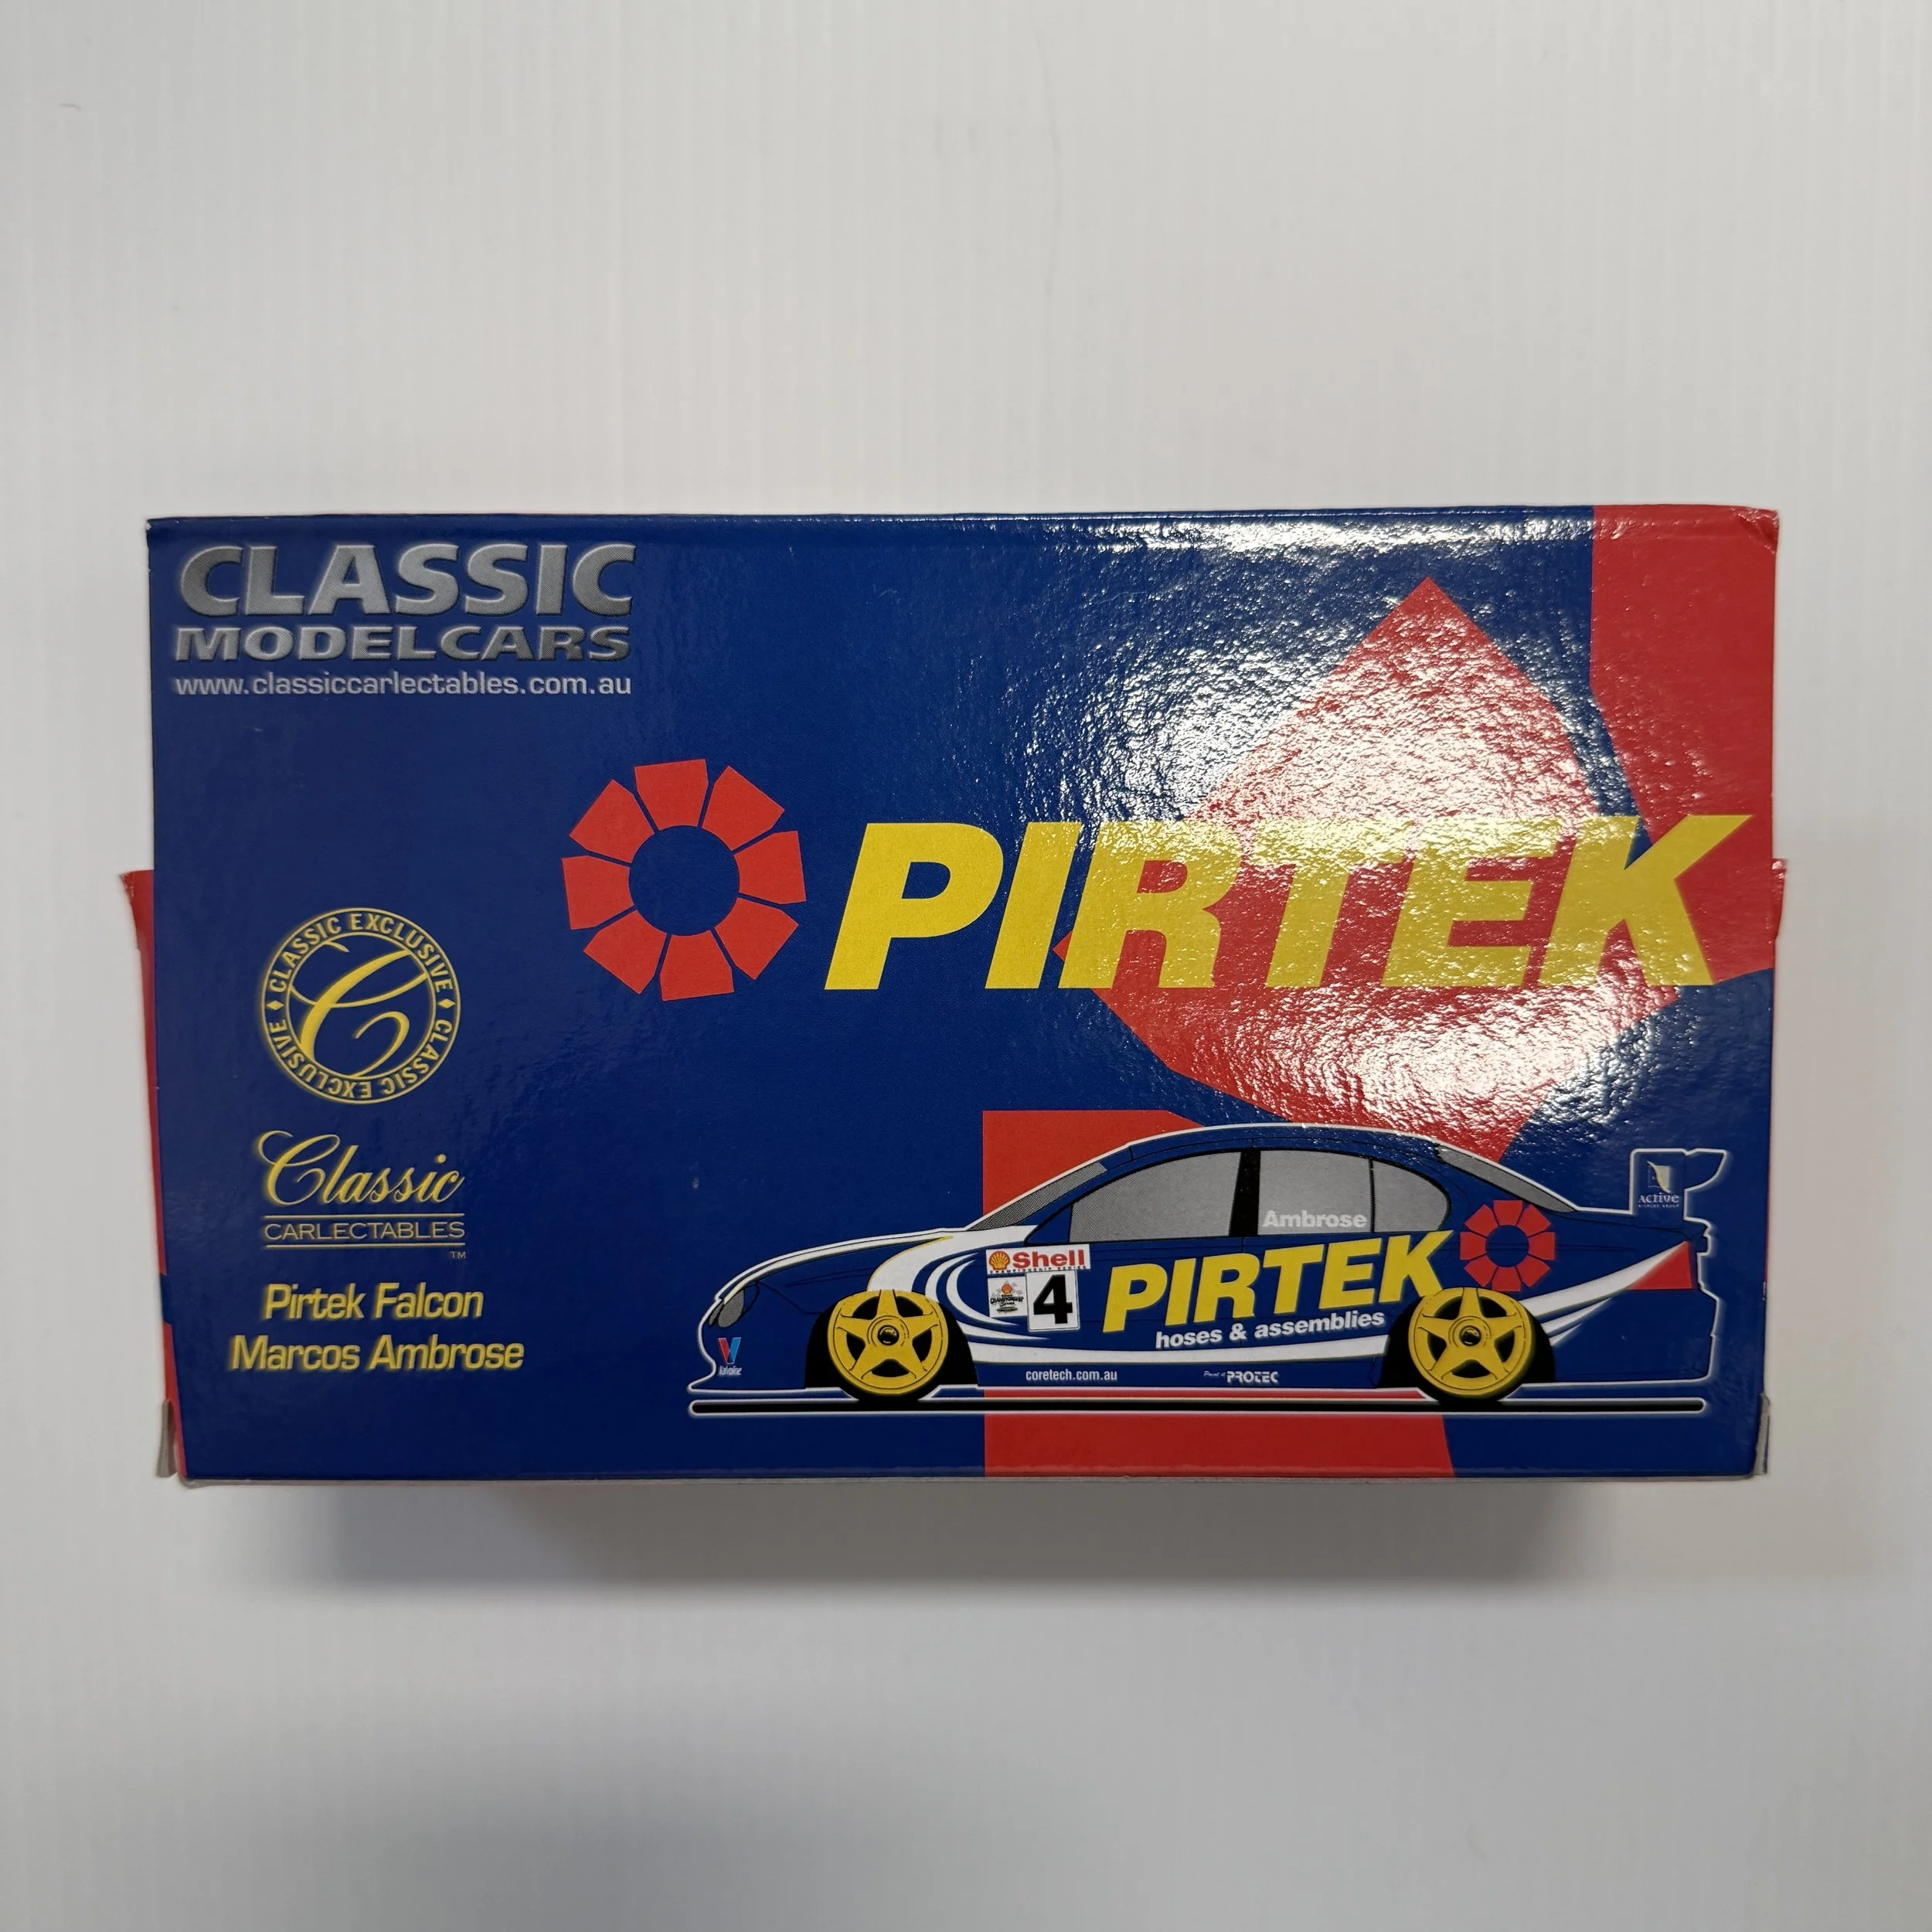 CLASSIC
MODELCARS
www.classiccarlectables.com.au
PIRTEK
CLASSIC EXCLUSIVE ♦ CLASSIC EXCLUSIVE ♦
C
Classic
CARLECTABLES
TM
Pirtek Falcon
Marcos Ambrose
ACTIVE
Ambrose
Shell
4
PIRTEK
hoses & assemblies
coretech.com.au
PROTEC